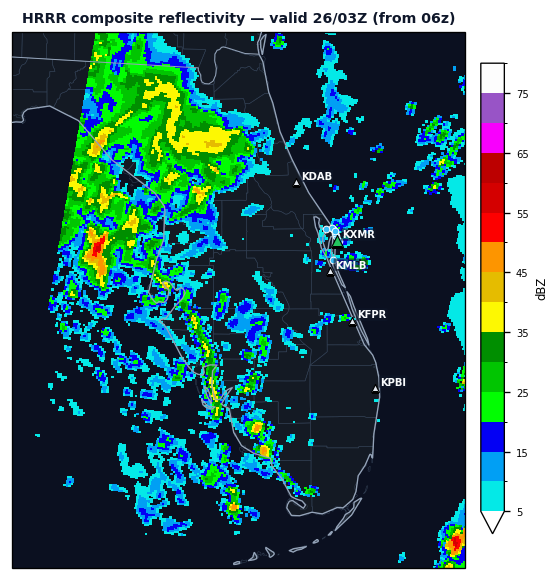 HRRR composite reflectivity — valid 26/03Z (from 06z)
75
65
55
45
35
25
15
5
dBZ
KDAB
KXMR
KMLB
KFPR
KPBI